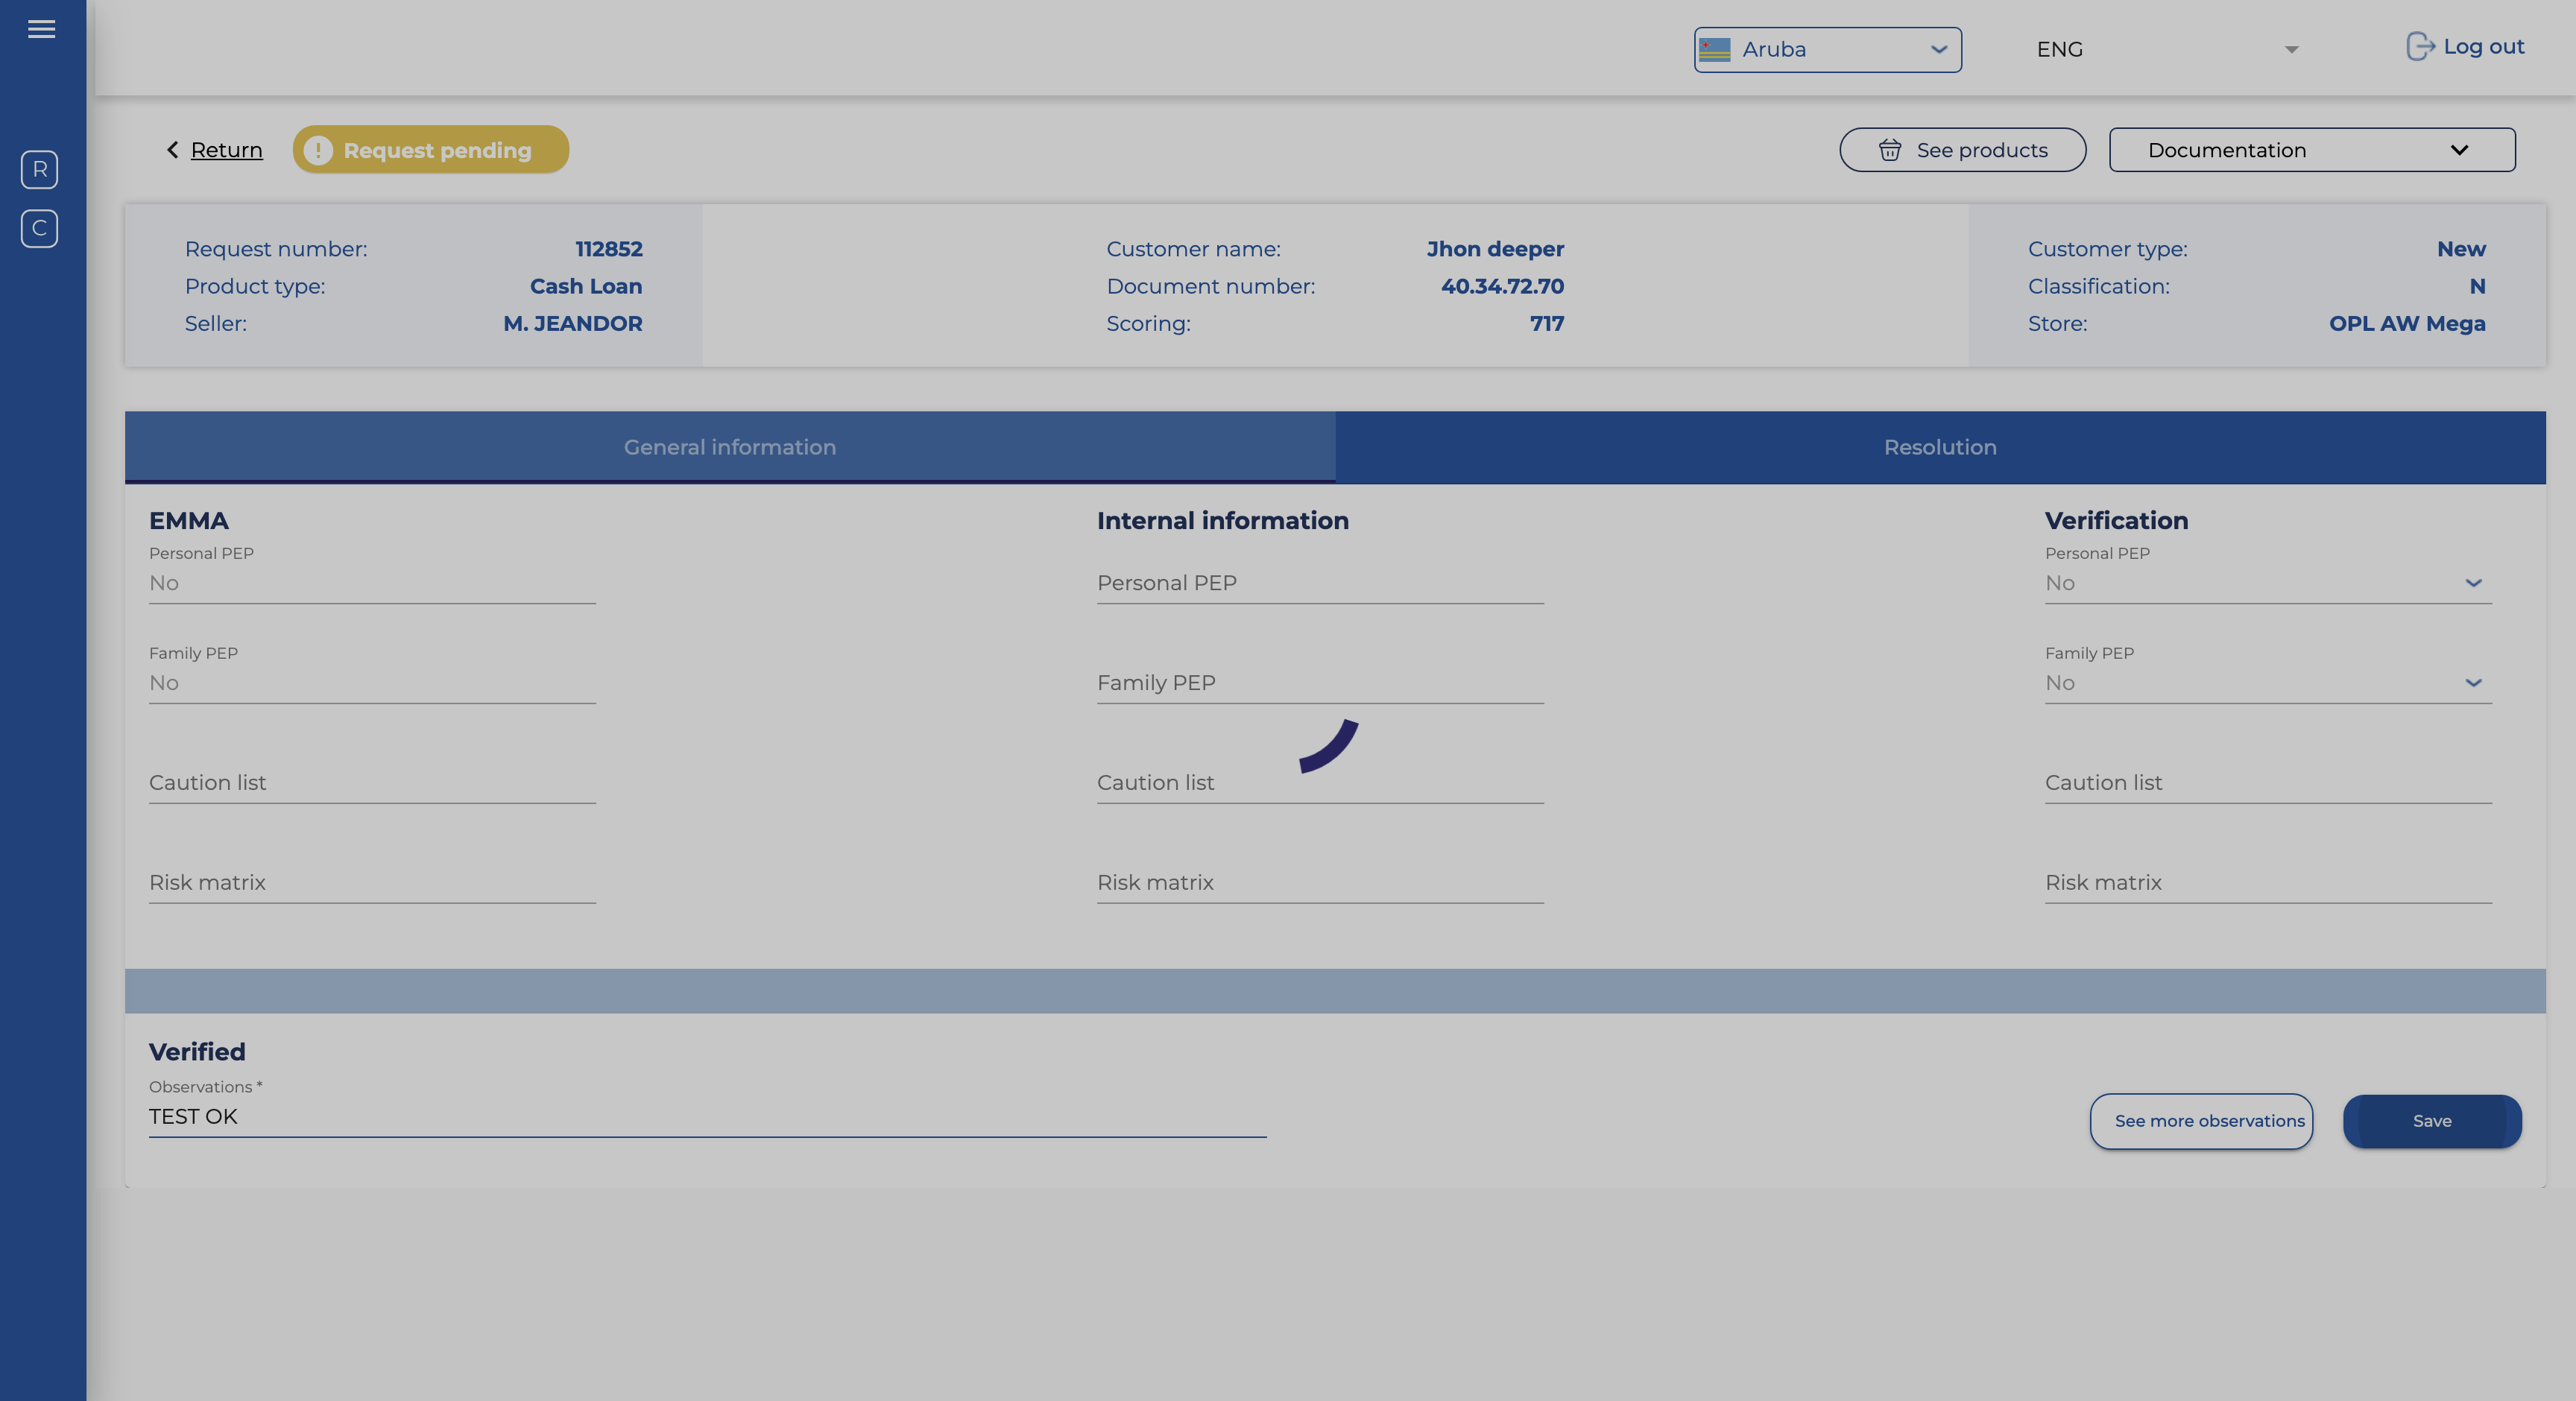 Aruba
ENG
Log out
R
C
Return
Request pending
See products
Documentation
Request number: 112852
Product type: Cash Loan
Seller: M. JEANDOR
Customer name: Jhon deeper
Document number: 40.34.72.70
Scoring: 717
Customer type: New
Classification: N
Store: OPL AW Mega
General information
Resolution
EMMA
Personal PEP
No
Family PEP
No
Caution list
Risk matrix
Internal information
Personal PEP
Family PEP
Caution list
Risk matrix
Verification
Personal PEP
No
Family PEP
No
Caution list
Risk matrix
Verified
Observations *
TEST OK
See more observations
Save